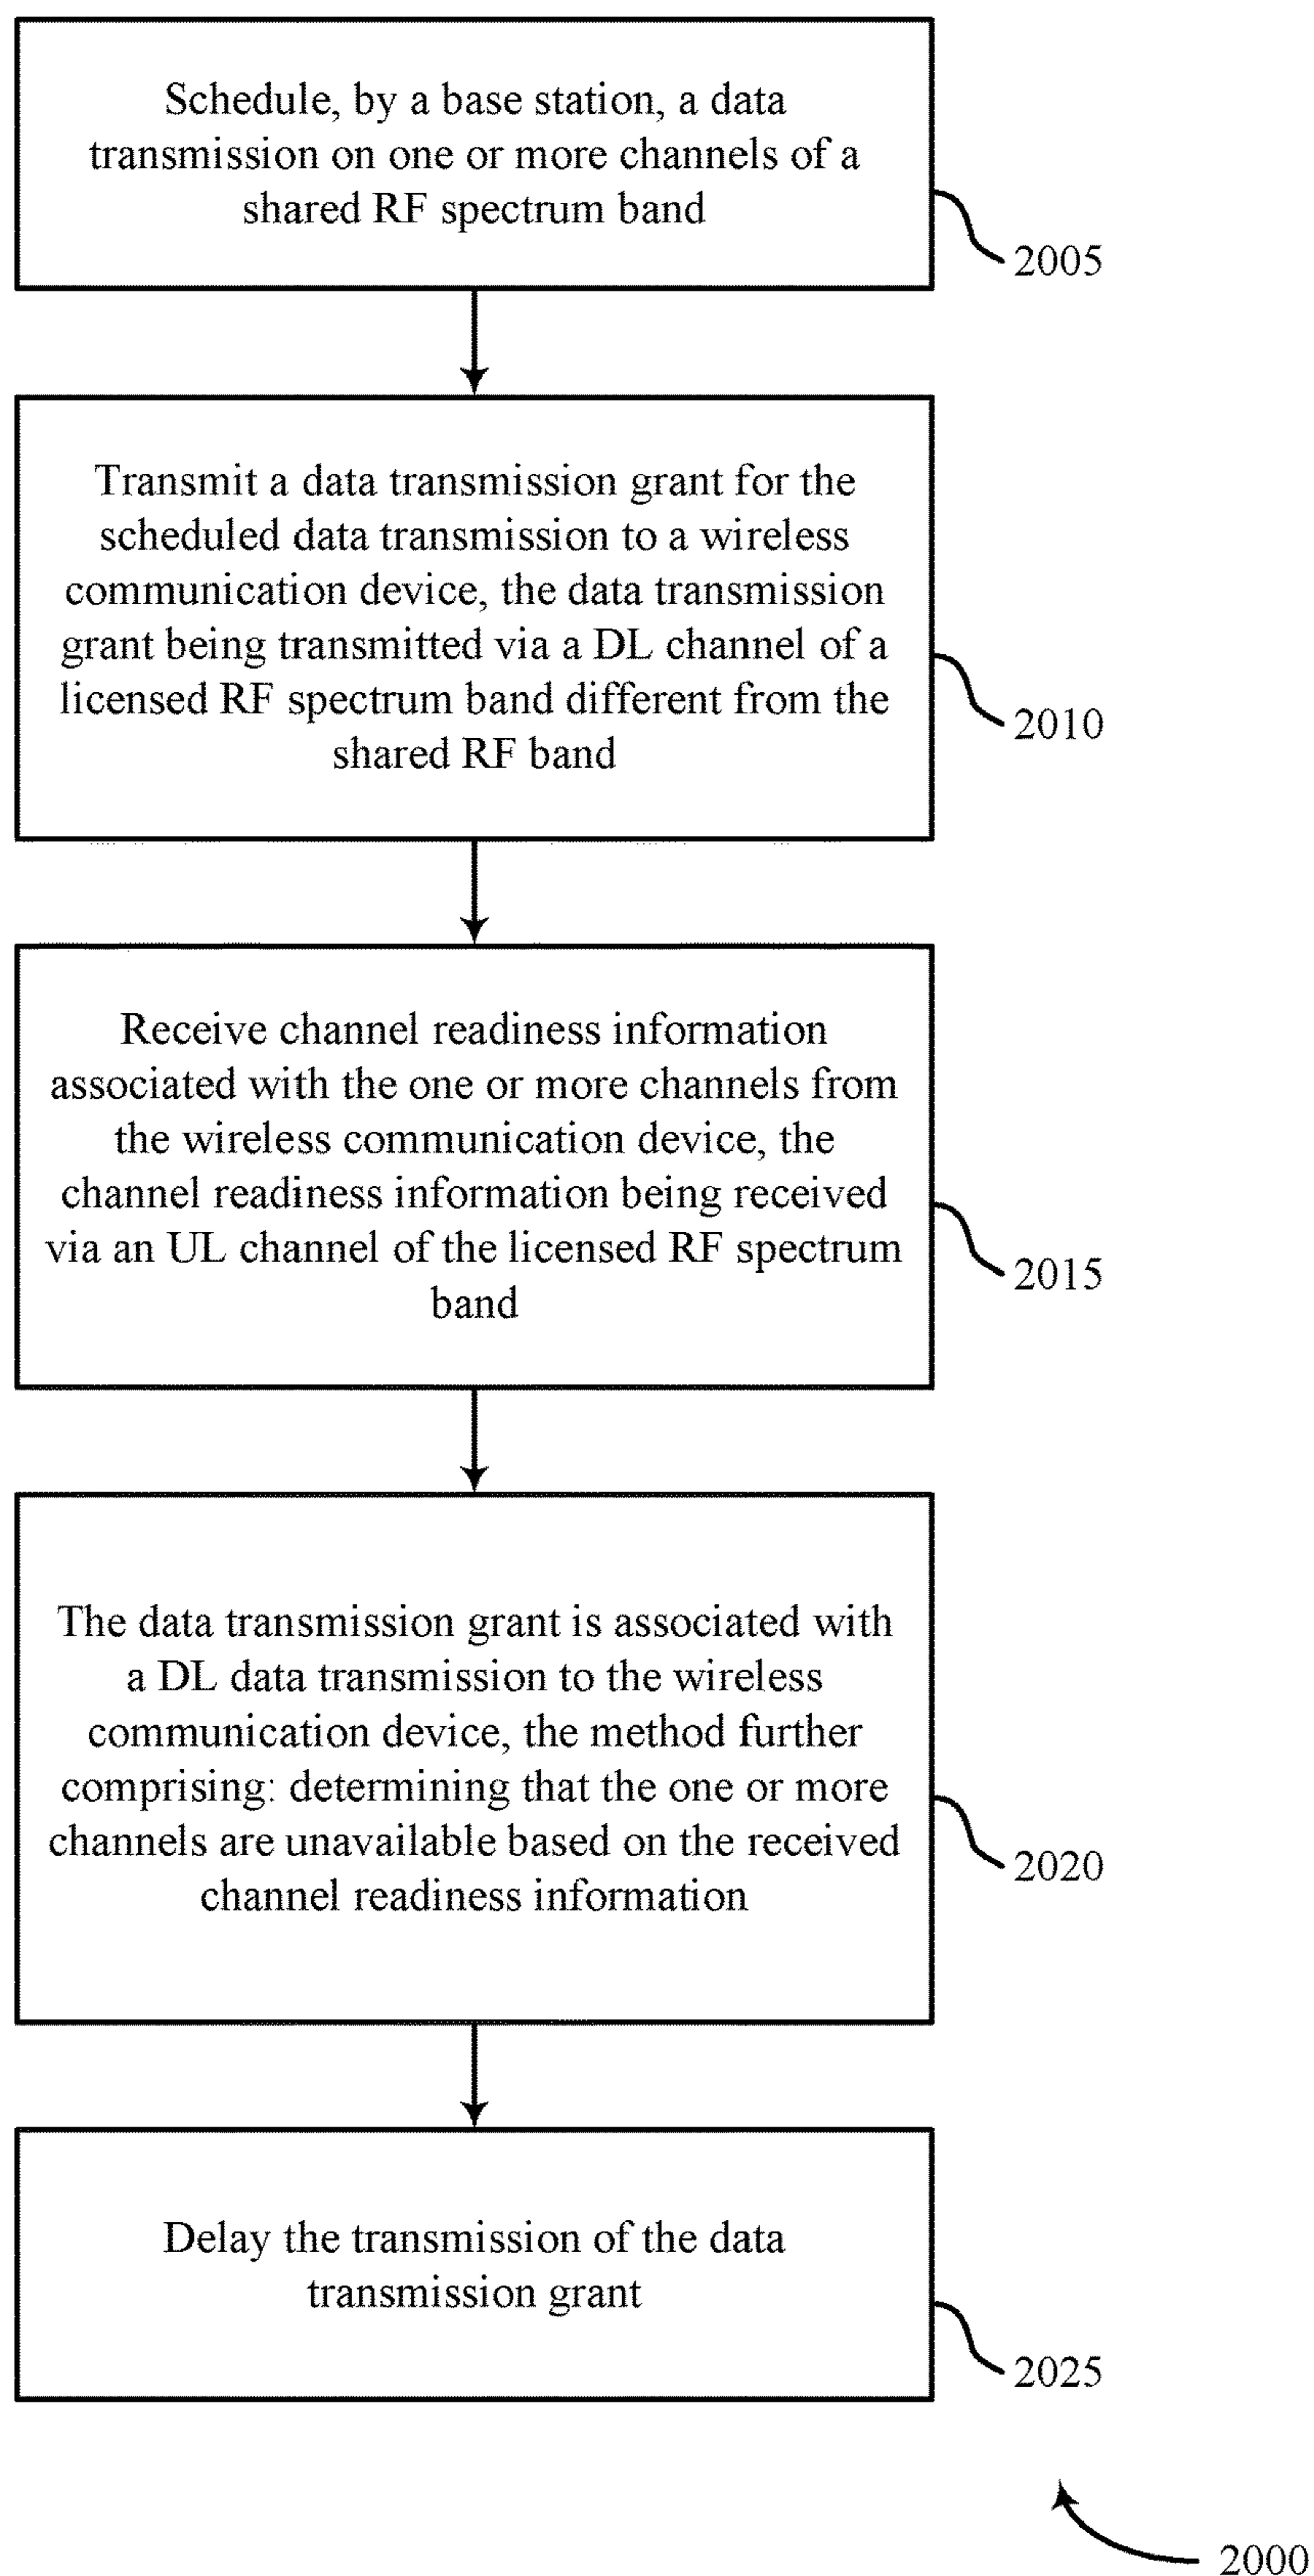 Schedule, by a base station, a data
transmission on one or more channels of a
shared RF spectrum band
2005
Transmit a data transmission grant for the
scheduled data transmission to a wireless
communication device, the data transmission
grant being transmitted via a DL channel of a
licensed RF spectrum band different from the
shared RF band
2010
Receive channel readiness information
associated with the one or more channels from
the wireless communication device, the
channel readiness information being received
via an UL channel of the licensed RF spectrum
band
2015
The data transmission grant is associated with
a DL data transmission to the wireless
communication device, the method further
comprising: determining that the one or more
channels are unavailable based on the received
channel readiness information
2020
Delay the transmission of the data
transmission grant
2025
2000